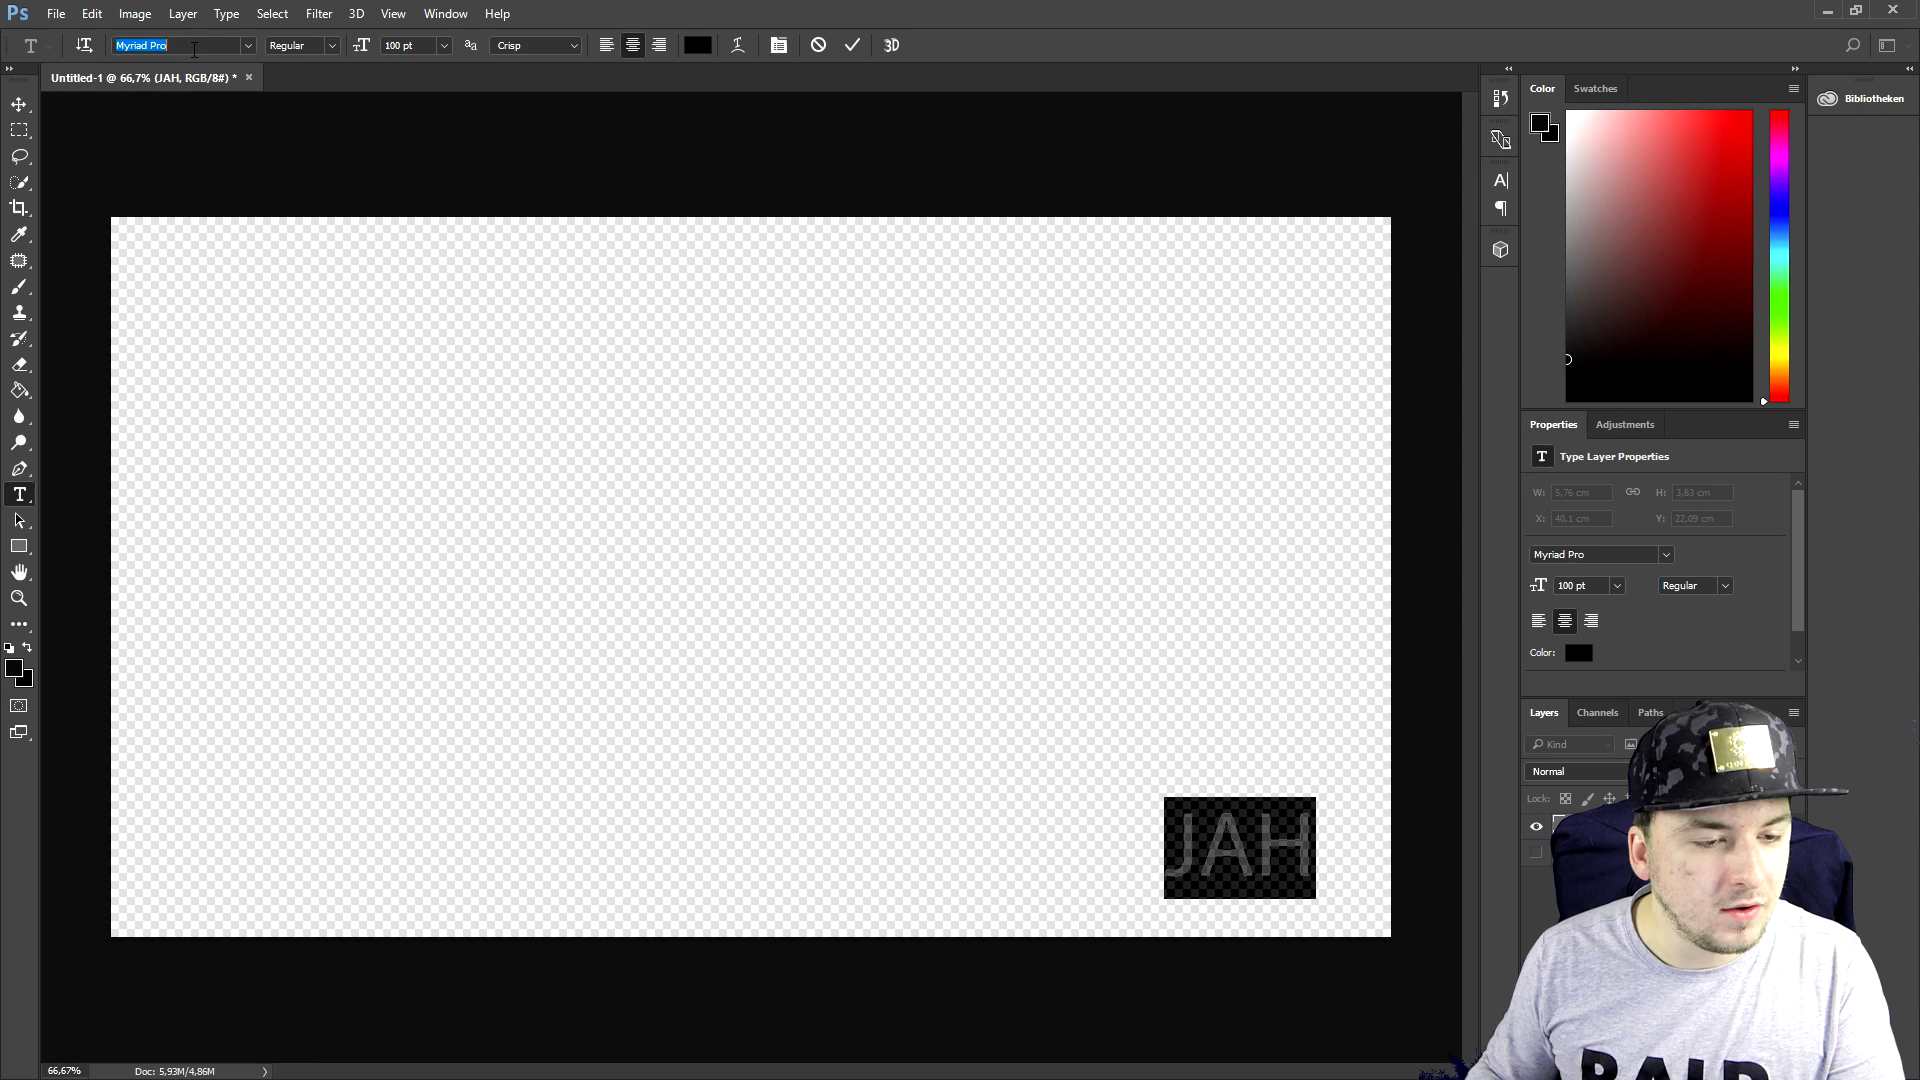 Ps File Edit Image Layer Type Select Filter 3D View Window Help
Myriad Pro Regular 100 pt Crisp 3D
Untitled-1 @ 66,7% (JAH, RGB/8#) * ×
Color Swatches
Bibliotheken
Properties Adjustments
Type Layer Properties
W: 5,76 cm H: 3,83 cm
X: 40,1 cm Y: 22,09 cm
Myriad Pro
100 pt Regular
Color:
Layers Channels Paths
Kind
Normal
Lock:
JAH
BALD
66,67% Doc: 5,93M/4,86M